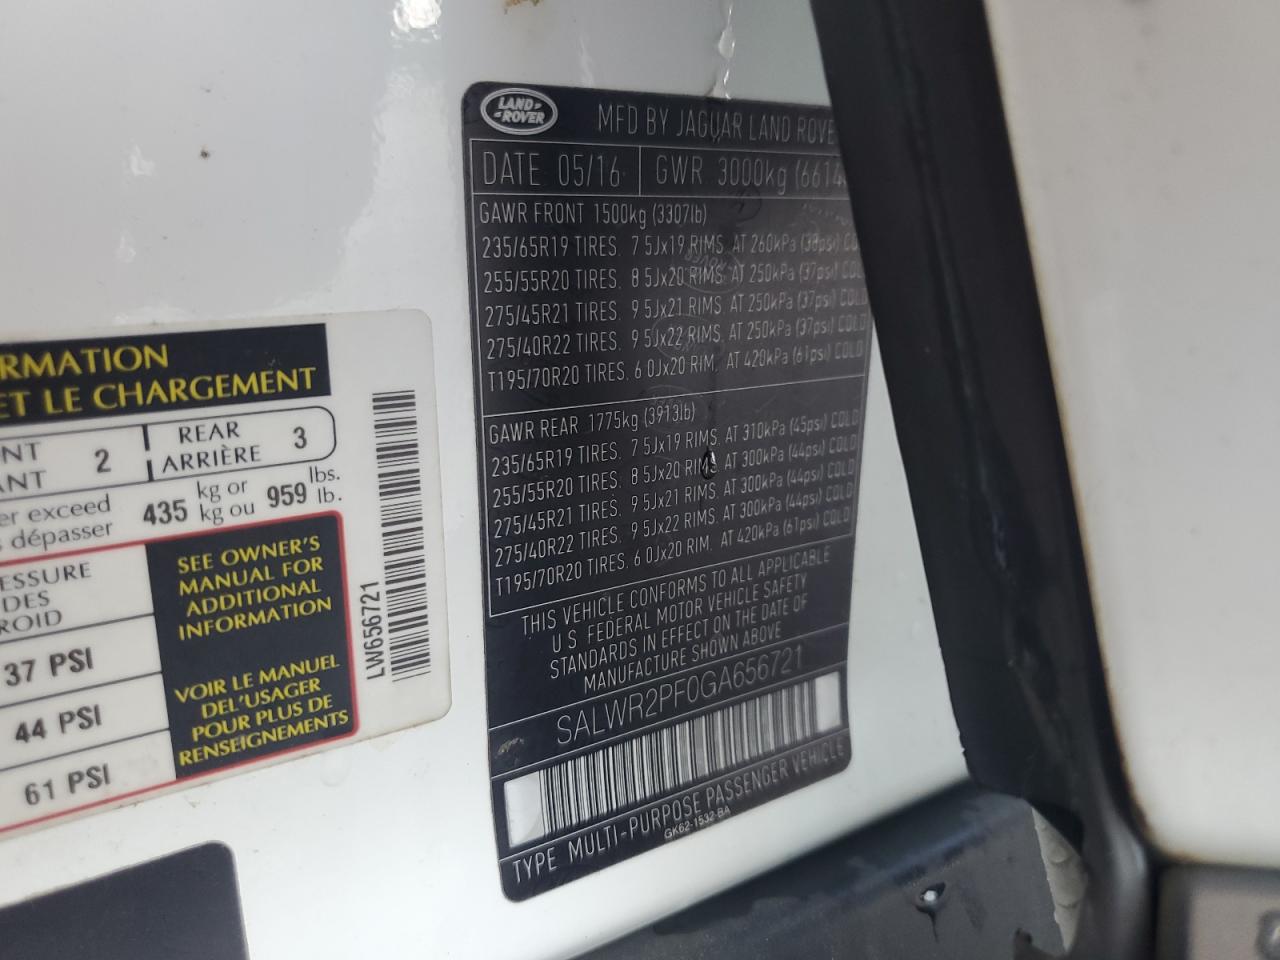 LAND ROVER
MFD BY JAGUAR LAND ROVE
DATE 05/16 GWR 3000kg (6614
GAWR FRONT 1500kg (3307lb)
235/65R19 TIRES. 7 5Jx19 RIMS. AT 260kPa (38psi) CO
255/55R20 TIRES. 8 5Jx20 RIMS. AT 250kPa (37psi) COL
275/45R21 TIRES. 9 5Jx21 RIMS. AT 250kPa (37psi) COLD
275/40R22 TIRES. 9 5Jx22 RIMS. AT 250kPa (37psi) COLD
T195/70R20 TIRES. 6 0Jx20 RIM. AT 420kPa (61psi) COLD
GAWR REAR 1775kg (3913lb)
235/65R19 TIRES. 7 5Jx19 RIMS. AT 310kPa (45psi) COLD
255/55R20 TIRES. 8 5Jx20 RIMS. AT 300kPa (44psi) COLD
275/45R21 TIRES. 9 5Jx21 RIMS. AT 300kPa (44psi) COLD
275/40R22 TIRES. 9 5Jx22 RIMS. AT 300kPa (44psi) COLD
T195/70R20 TIRES. 6 0Jx20 RIM. AT 420kPa (61psi) COLD
THIS VEHICLE CONFORMS TO ALL APPLICABLE
U S FEDERAL MOTOR VEHICLE SAFETY
STANDARDS IN EFFECT ON THE DATE OF
MANUFACTURE SHOWN ABOVE
SALWR2PF0GA656721
TYPE MULTI-PURPOSE PASSENGER VEHICLE
GK62-1532-BA
RMATION
ET LE CHARGEMENT
NT 2 REAR 3
ANT ARRIÈRE
er exceed 435 kg or 959 lbs.
s dépasser kg ou lb.
ESSURE
DES
ROID
37 PSI
44 PSI
61 PSI
SEE OWNER'S
MANUAL FOR
ADDITIONAL
INFORMATION
VOIR LE MANUEL
DEL'USAGER
POUR PLUS DE
RENSEIGNEMENTS
LW656721